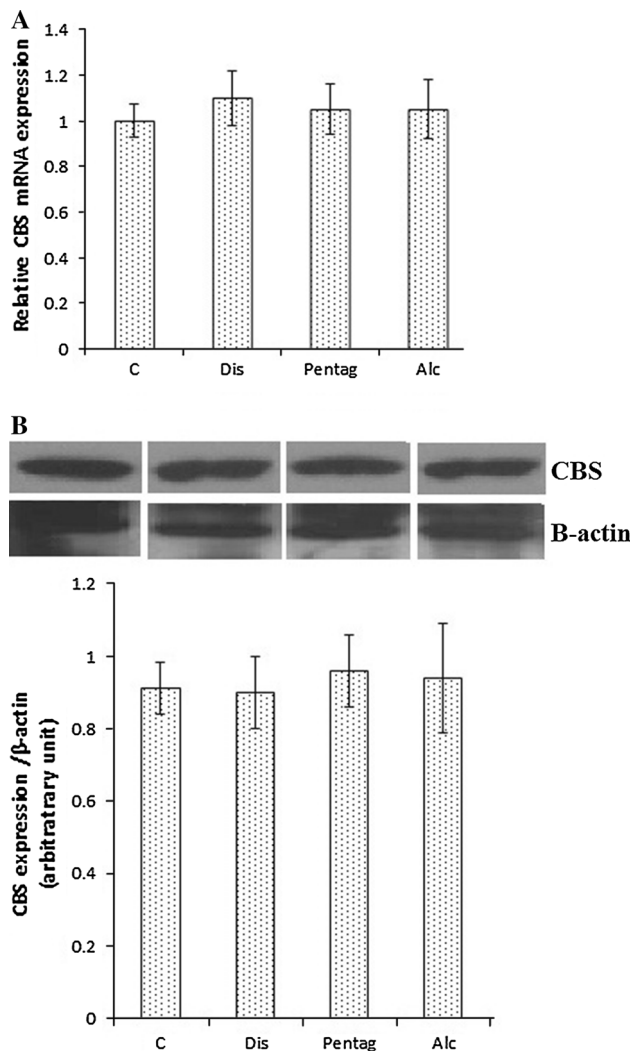 A
Relative CBS mRNA expression
1.4
1.2
1
0.8
0.6
0.4
0.2
0
C Dis Pentag Alc
B
CBS
B-actin
CBS expression /β-actin
(arbitratrary unit)
1.2
1
0.8
0.6
0.4
0.2
0
C Dis Pentag Alc